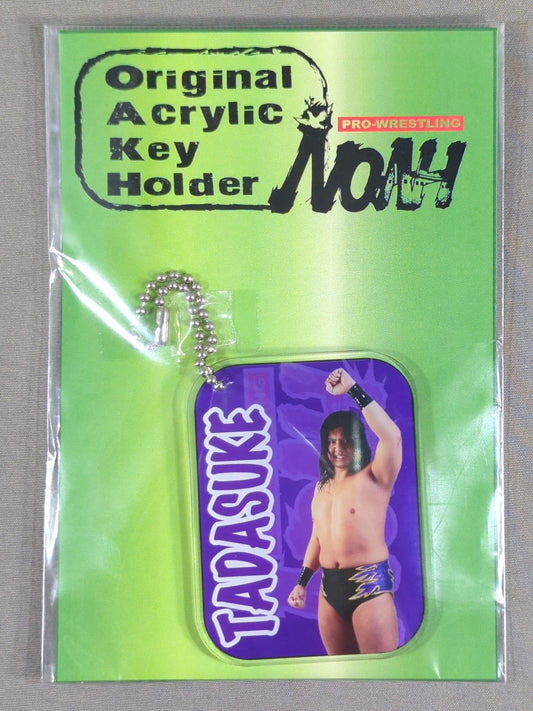 Original
Acrylic
Key
Holder
PRO-WRESTLING
NOAH
TADASUKE